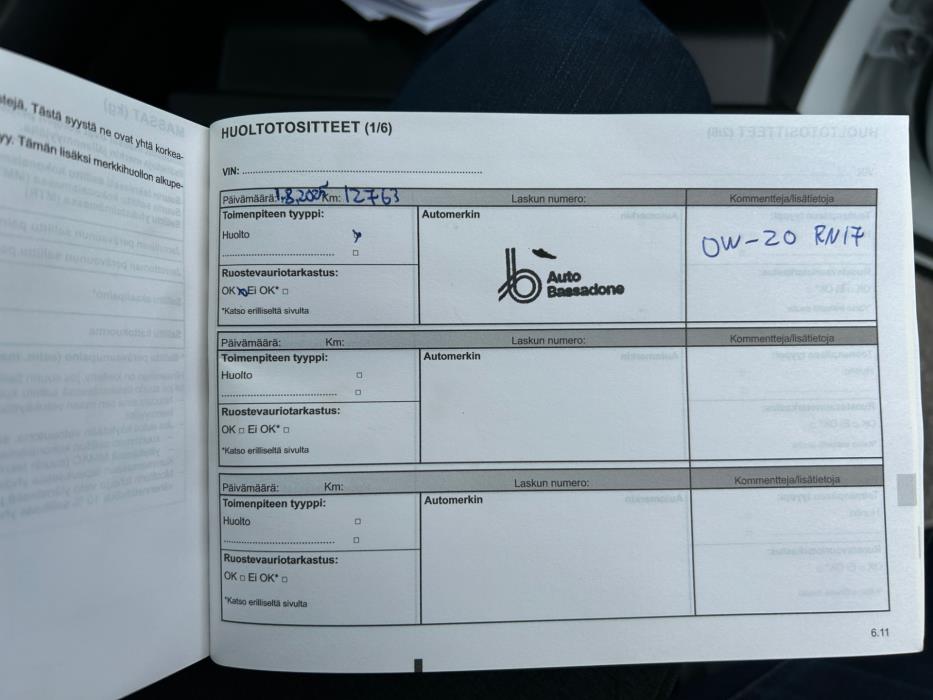 stejä. Tästä syystä ne ovat yhtä korkea-
yy. Tämän lisäksi merkkihuollon alkupe-
HUOLTOTOSITTEET (1/6)
VIN:
Päivämäärä: 1.8.2025 Km: 12763 Laskun numero: Kommentteja/lisätietoja
Toimenpiteen tyyppi: Automerkin
Huolto
0W-20 RN17
Auto
Bassadone
Ruostevauriotarkastus:
OK Ei OK*
*Katso erilliseltä sivulta
Päivämäärä: Km: Laskun numero: Kommentteja/lisätietoja
Toimenpiteen tyyppi: Automerkin
Huolto
Ruostevauriotarkastus:
OK Ei OK*
*Katso erilliseltä sivulta
Päivämäärä: Km: Laskun numero: Kommentteja/lisätietoja
Toimenpiteen tyyppi: Automerkin
Huolto
Ruostevauriotarkastus:
OK Ei OK*
*Katso erilliseltä sivulta
6.11